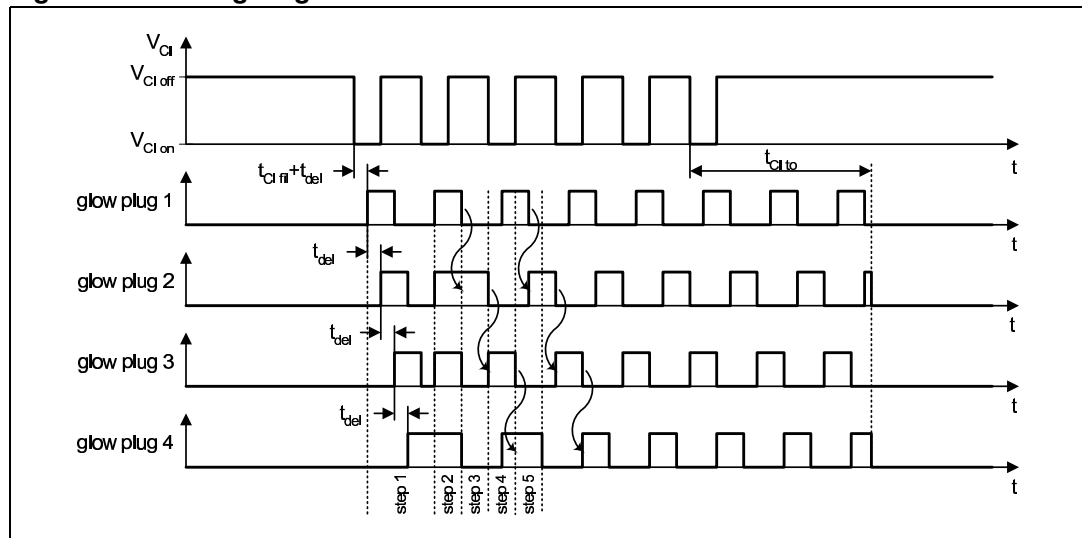 V_CI
V_CI off
V_CI on
t_CI fil+t_del
t_CI to
t
glow plug 1
t
t_del
glow plug 2
t
t_del
glow plug 3
t
t_del
glow plug 4
t
step 1
step 2
step 3
step 4
step 5